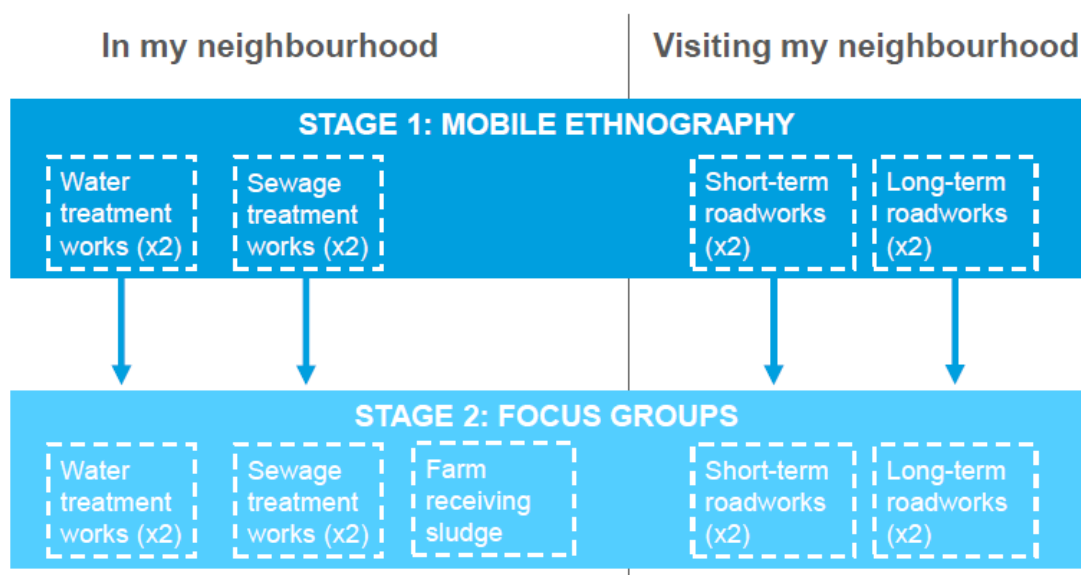 In my neighbourhood
Visiting my neighbourhood
STAGE 1: MOBILE ETHNOGRAPHY
Water
treatment
works (x2)
Sewage
treatment
works (x2)
Short-term
roadworks
(x2)
Long-term
roadworks
(x2)
STAGE 2: FOCUS GROUPS
Water
treatment
works (x2)
Sewage
treatment
works (x2)
Farm
receiving
sludge
Short-term
roadworks
(x2)
Long-term
roadworks
(x2)